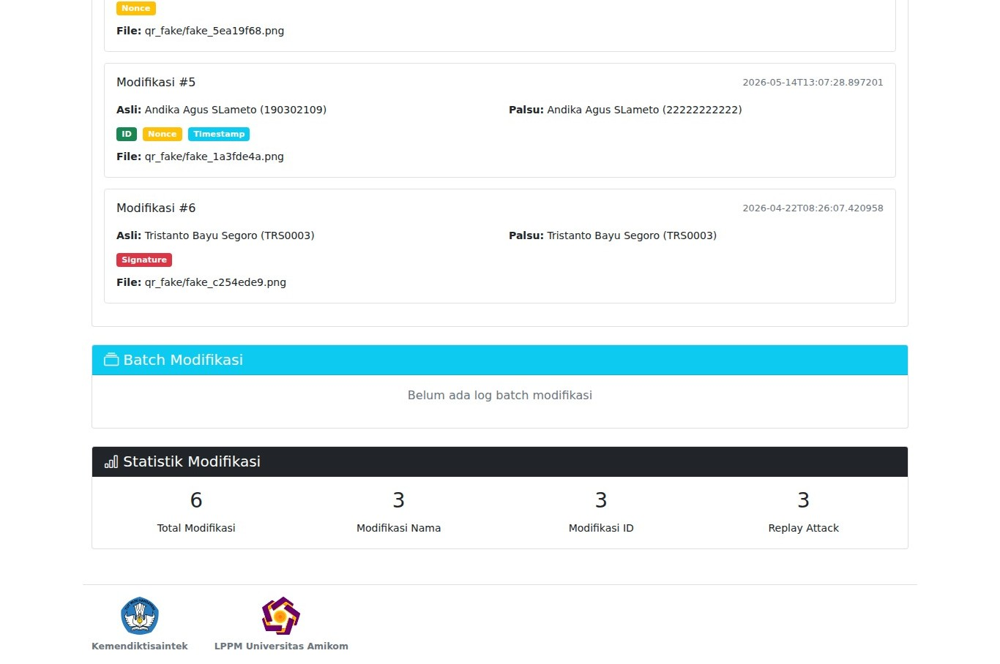 Nonce
File: qr_fake/fake_5ea19f68.png
Modifikasi #5
2026-05-14T13:07:28.897201
Asli: Andika Agus SLameto (190302109)
Palsu: Andika Agus SLameto (22222222222)
ID Nonce Timestamp
File: qr_fake/fake_1a3fde4a.png
Modifikasi #6
2026-04-22T08:26:07.420958
Asli: Tristanto Bayu Segoro (TRS0003)
Palsu: Tristanto Bayu Segoro (TRS0003)
Signature
File: qr_fake/fake_c254ede9.png
Batch Modifikasi
Belum ada log batch modifikasi
Statistik Modifikasi
6
Total Modifikasi
3
Modifikasi Nama
3
Modifikasi ID
3
Replay Attack
Kemendiktisaintek
LPPM Universitas Amikom